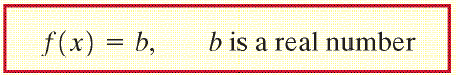 f(x) = b, b is a real number